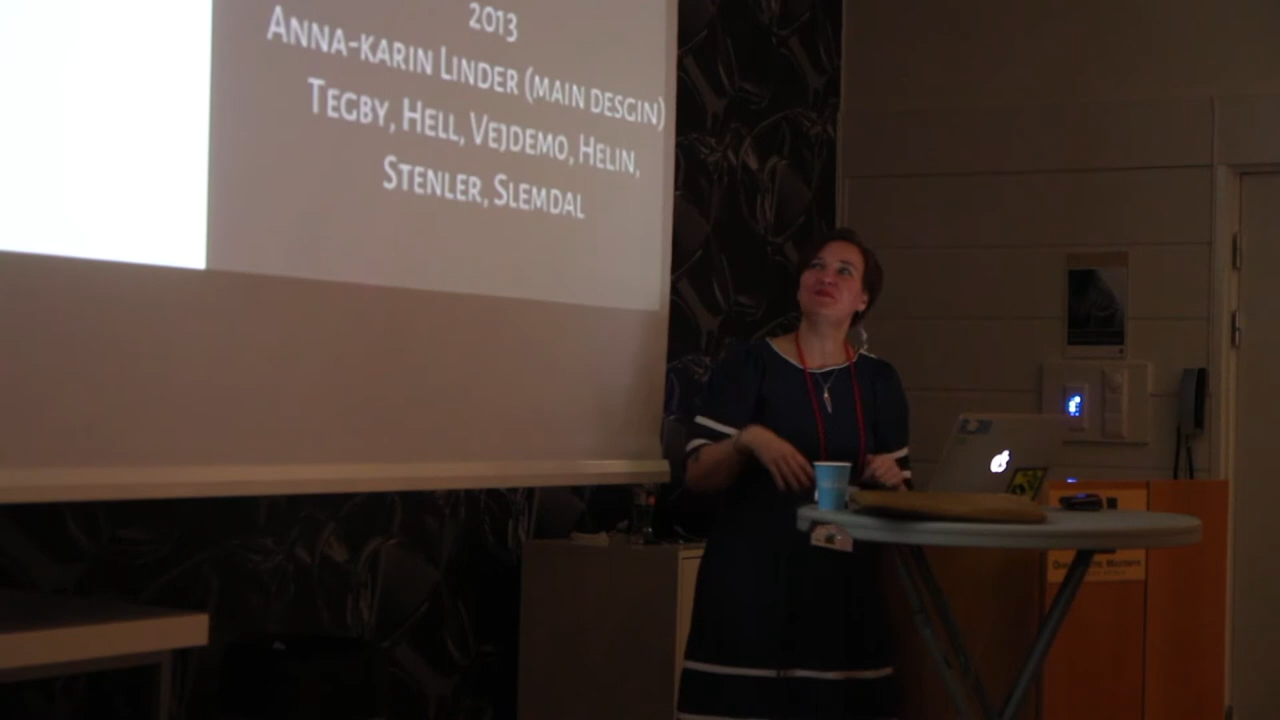 2013
ANNA-KARIN LINDER (MAIN DESGIN)
TEGBY, HELL, VEJDEMO, HELIN,
STENLER, SLEMDAL